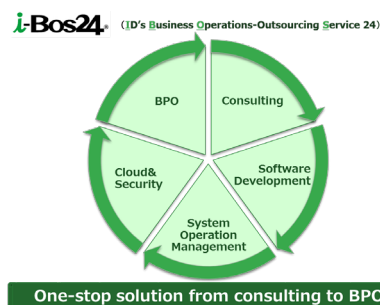 i-Bos24® (ID's Business Operations-Outsourcing Service 24)
BPO
Consulting
Cloud&
Security
Software
Development
System
Operation
Management
One-stop solution from consulting to BPO